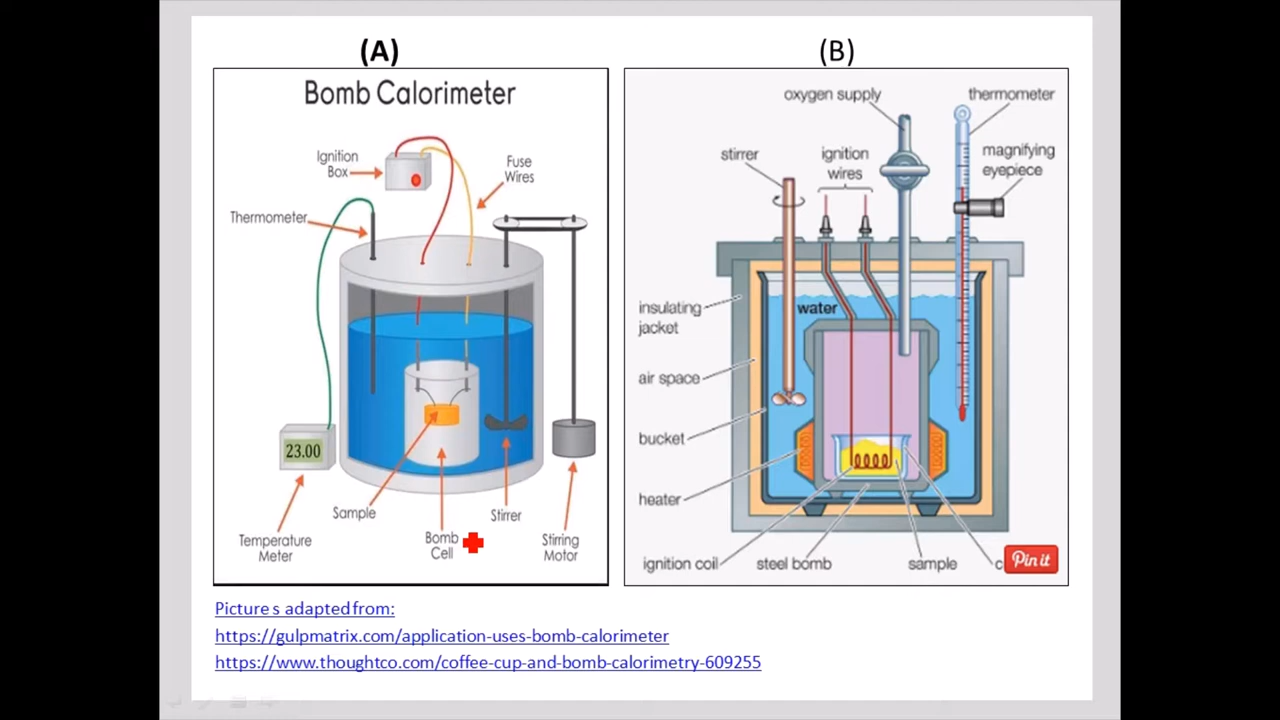 (A)
(B)
Bomb Calorimeter
Ignition
Box
Fuse
Wires
Thermometer
23.00
Sample
Stirrer
Temperature
Meter
Bomb
Cell
Stirring
Motor
oxygen supply
thermometer
stirrer
ignition
wires
magnifying
eyepiece
insulating
jacket
water
air space
bucket
heater
ignition coil
steel bomb
sample
c
Pin it
Picture s adapted from:
https://gulpmatrix.com/application-uses-bomb-calorimeter
https://www.thoughtco.com/coffee-cup-and-bomb-calorimetry-609255